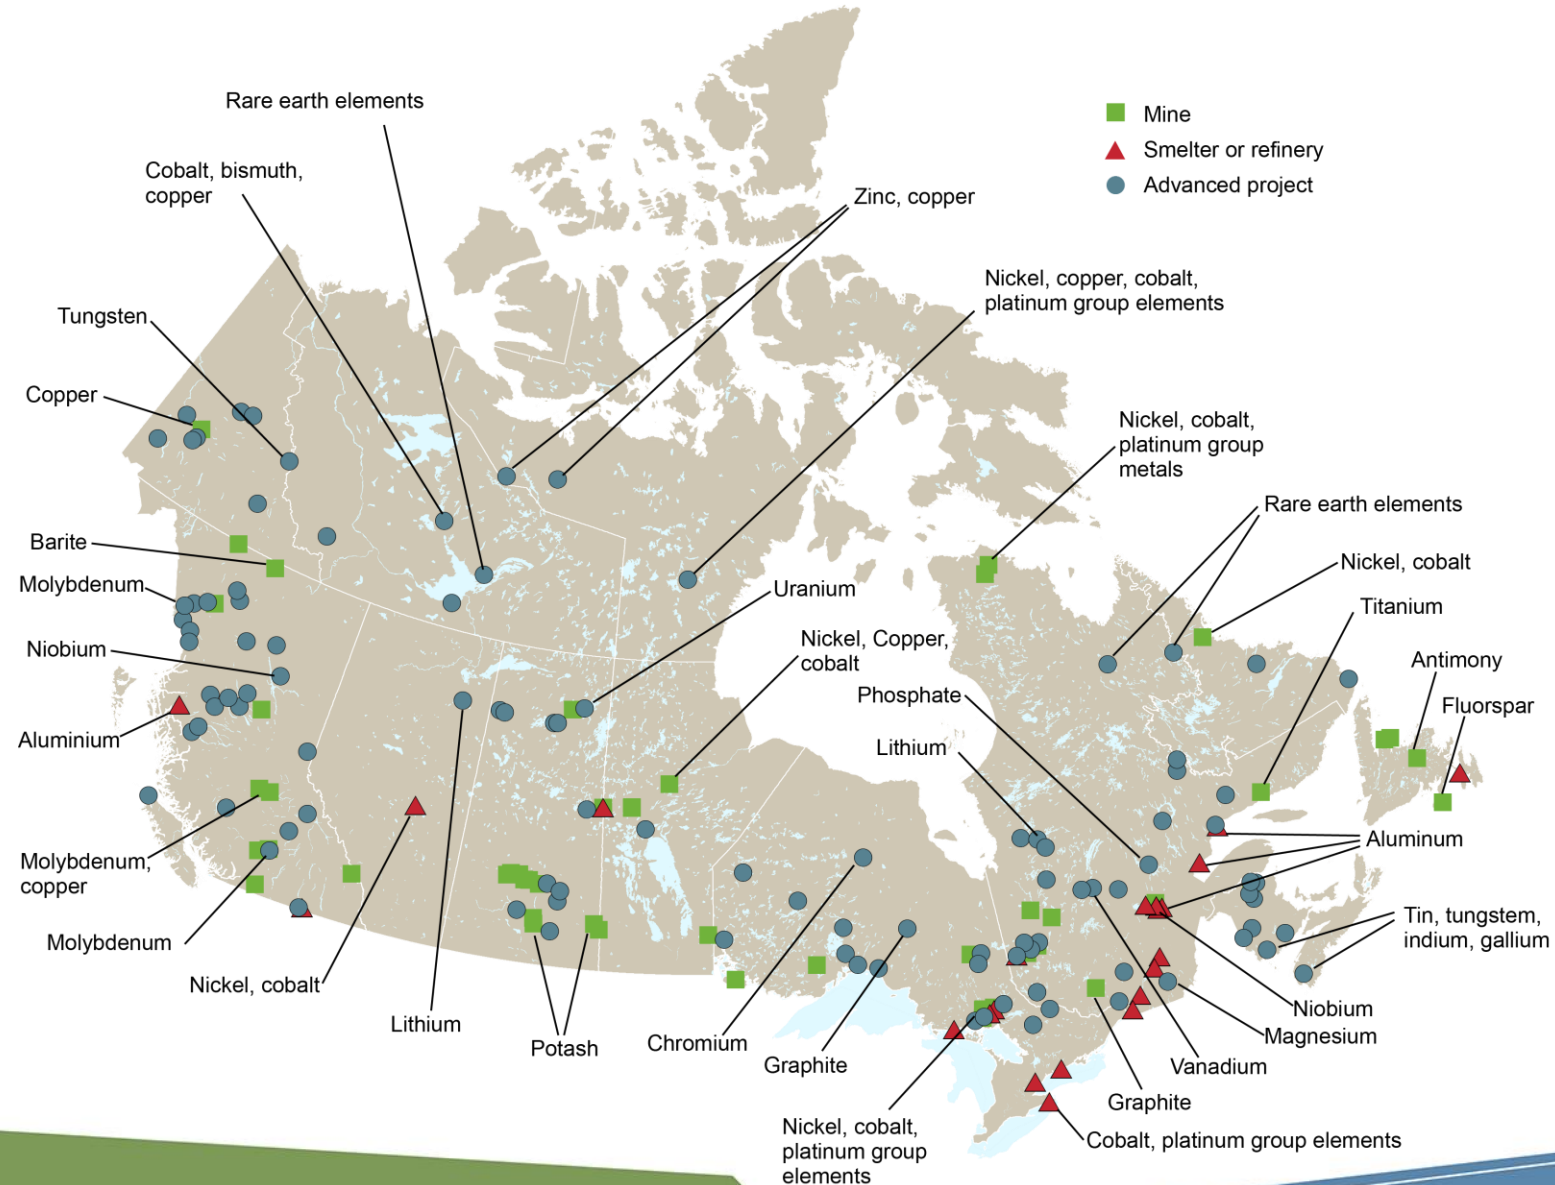 Rare earth elements
Mine
Smelter or refinery
Advanced project
Cobalt, bismuth,
copper
Zinc, copper
Nickel, copper, cobalt,
platinum group elements
Tungsten
Copper
Nickel, cobalt,
platinum group
metals
Rare earth elements
Barite
Nickel, cobalt
Molybdenum
Uranium
Titanium
Niobium
Nickel, Copper,
cobalt
Antimony
Phosphate
Fluorspar
Aluminium
Lithium
Aluminum
Molybdenum,
copper
Tin, tungstem,
indium, gallium
Molybdenum
Nickel, cobalt
Niobium
Lithium
Magnesium
Potash
Chromium
Graphite
Vanadium
Graphite
Nickel, cobalt,
platinum group
elements
Cobalt, platinum group elements